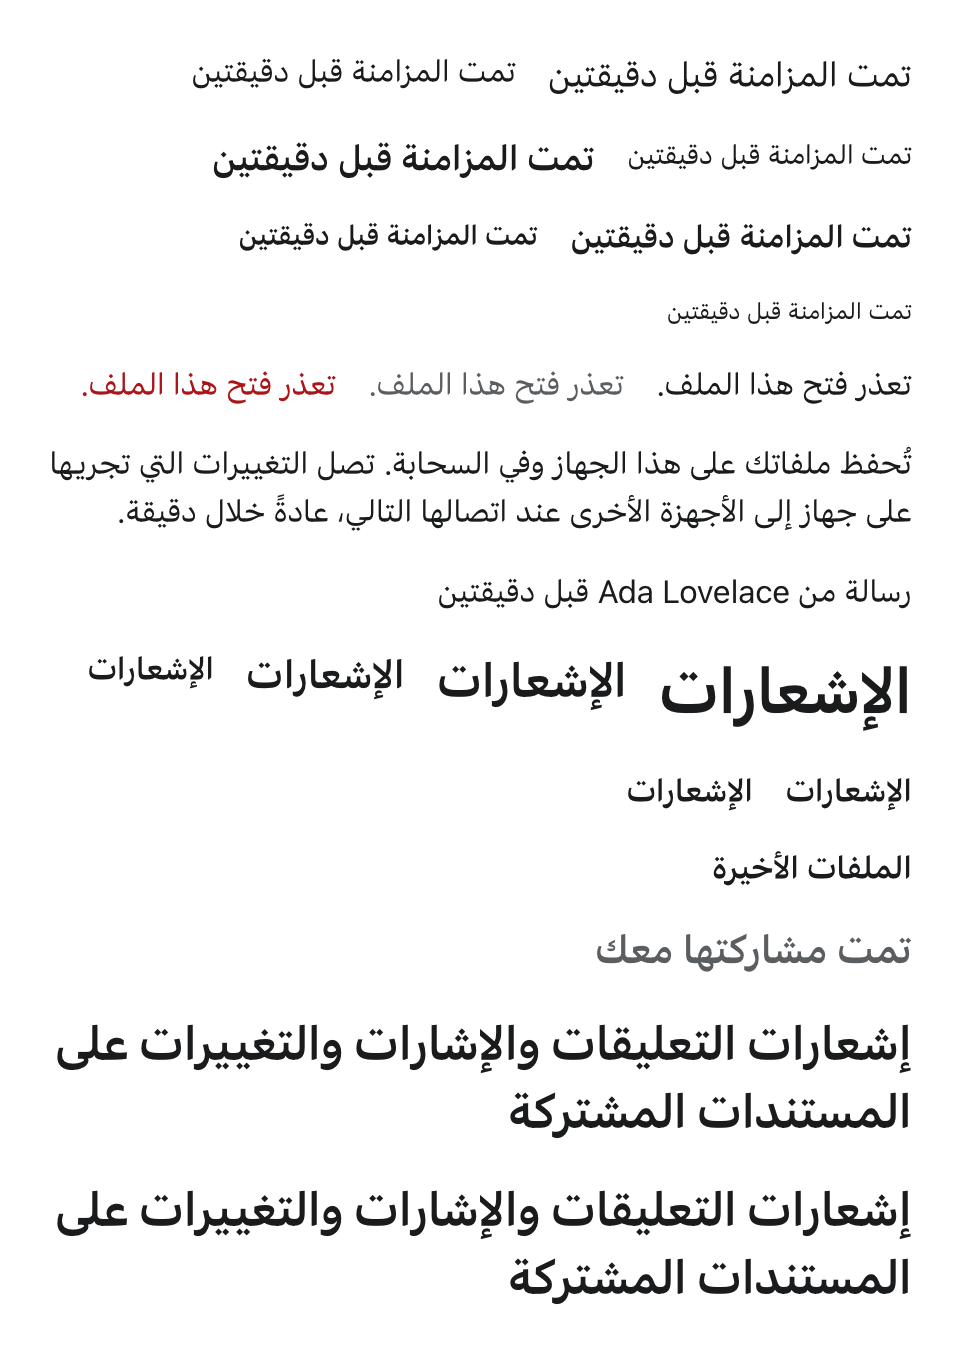 تمت المزامنة قبل دقيقتين تمت المزامنة قبل دقيقتين
تمت المزامنة قبل دقيقتين تمت المزامنة قبل دقيقتين
تمت المزامنة قبل دقيقتين تمت المزامنة قبل دقيقتين
تمت المزامنة قبل دقيقتين
تعذر فتح هذا الملف. تعذر فتح هذا الملف. تعذر فتح هذا الملف.
تُحفظ ملفاتك على هذا الجهاز وفي السحابة. تصل التغييرات التي تجريها
على جهاز إلى الأجهزة الأخرى عند اتصالها التالي، عادةً خلال دقيقة.
رسالة من Ada Lovelace قبل دقيقتين
الإشعارات الإشعارات الإشعارات الإشعارات
الإشعارات الإشعارات
الملفات الأخيرة
تمت مشاركتها معك
إشعارات التعليقات والإشارات والتغييرات على
المستندات المشتركة
إشعارات التعليقات والإشارات والتغييرات على
المستندات المشتركة